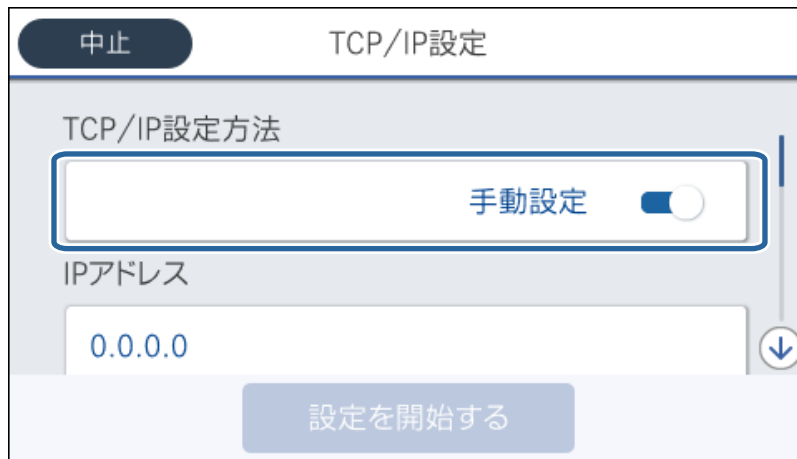 中止
TCP/IP設定
TCP/IP設定方法
手動設定
IPアドレス
0.0.0.0
設定を開始する